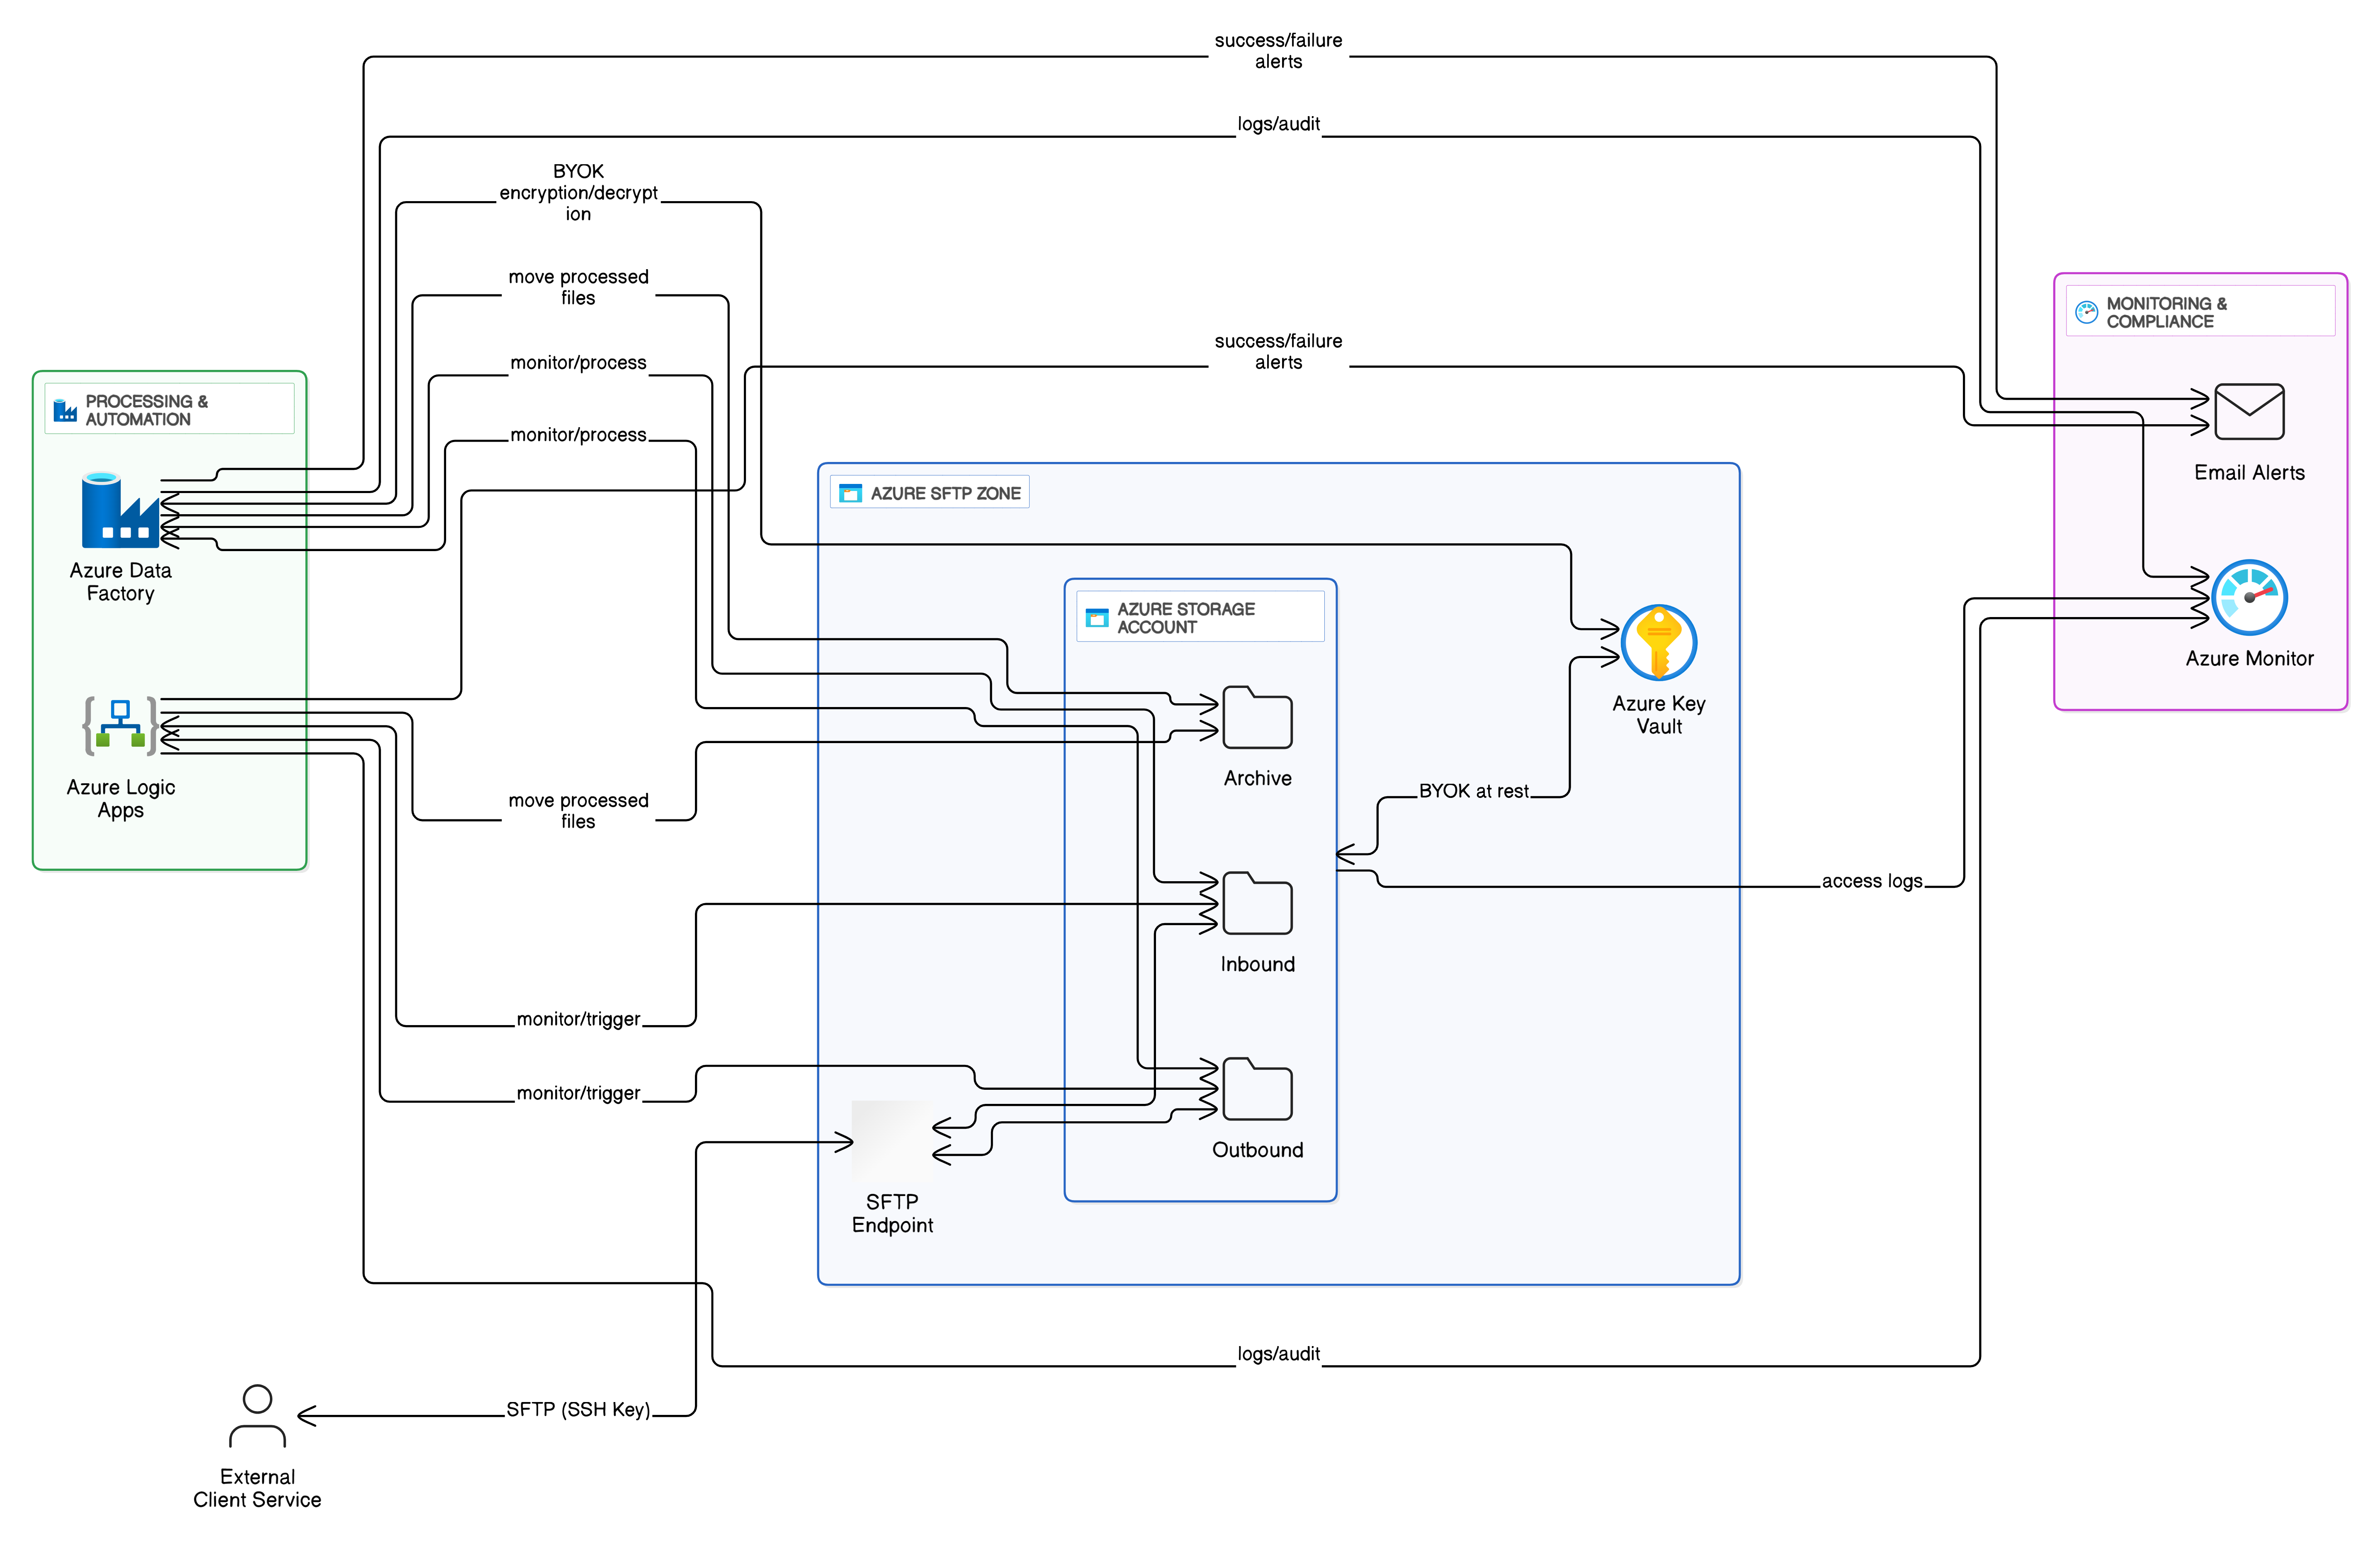 success/failure
alerts
logs/audit
BYOK
encryption/decrypt
ion
move processed
files
monitor/process
monitor/process
success/failure
alerts
PROCESSING &
AUTOMATION
Azure Data
Factory
Azure Logic
Apps
MONITORING &
COMPLIANCE
Email Alerts
Azure Monitor
AZURE SFTP ZONE
AZURE STORAGE
ACCOUNT
Archive
Inbound
Outbound
Azure Key
Vault
BYOK at rest
access logs
move processed
files
monitor/trigger
monitor/trigger
SFTP
Endpoint
logs/audit
SFTP (SSH Key)
External
Client Service